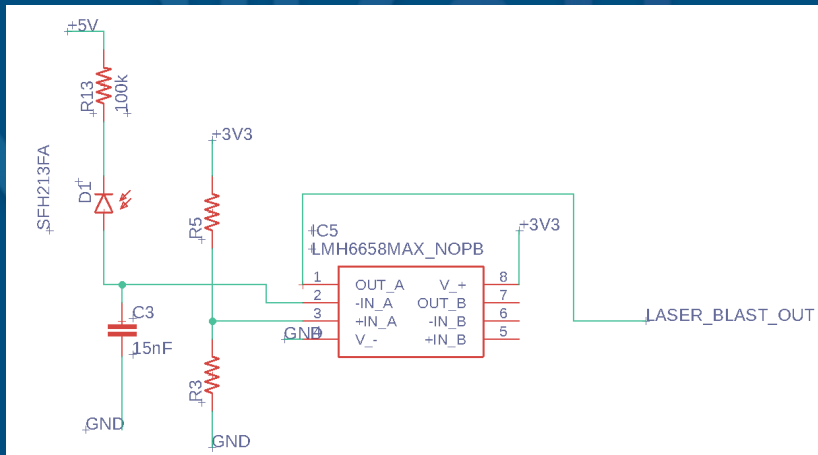 +5V
R13
100k
+3V3
SFH213FA
D1
R5
C5
LMH6658MAX_NOPB
+3V3
1
OUT_A
V_+
8
2
-IN_A
OUT_B
7
3
+IN_A
-IN_B
6
GND
4
V_-
+IN_B
5
LASER_BLAST_OUT
C3
15nF
R3
GND
GND